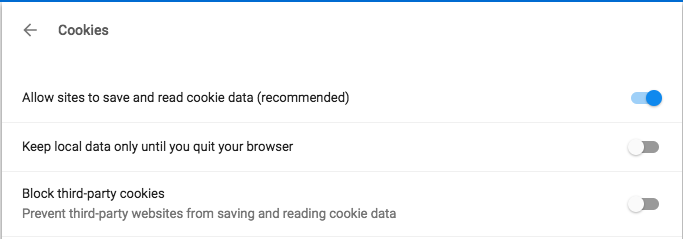 Cookies
Allow sites to save and read cookie data (recommended)
Keep local data only until you quit your browser
Block third-party cookies
Prevent third-party websites from saving and reading cookie data